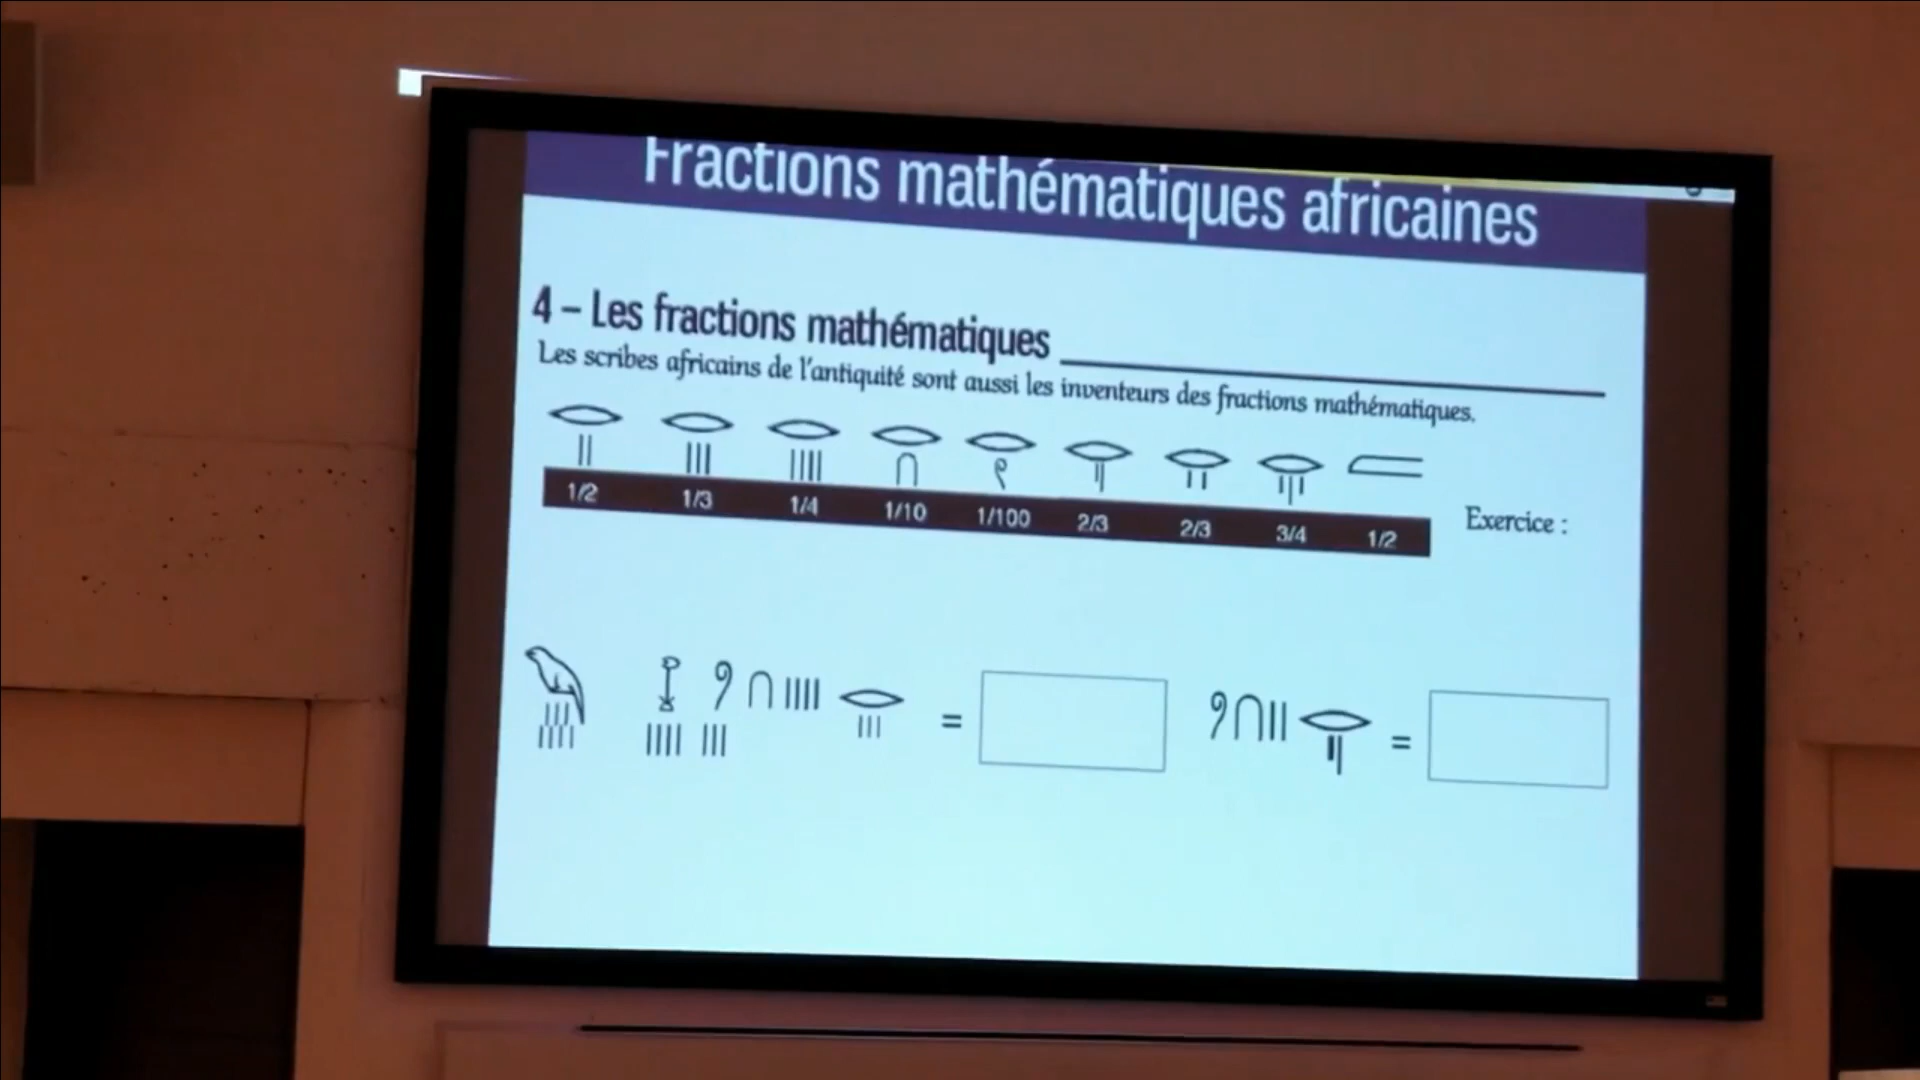 Fractions mathématiques africaines
4 – Les fractions mathématiques
Les scribes africains de l'antiquité sont aussi les inventeurs des fractions mathématiques.
1/2 1/3 1/4 1/10 1/100 2/3 2/3 3/4 1/2
Exercice :
= =